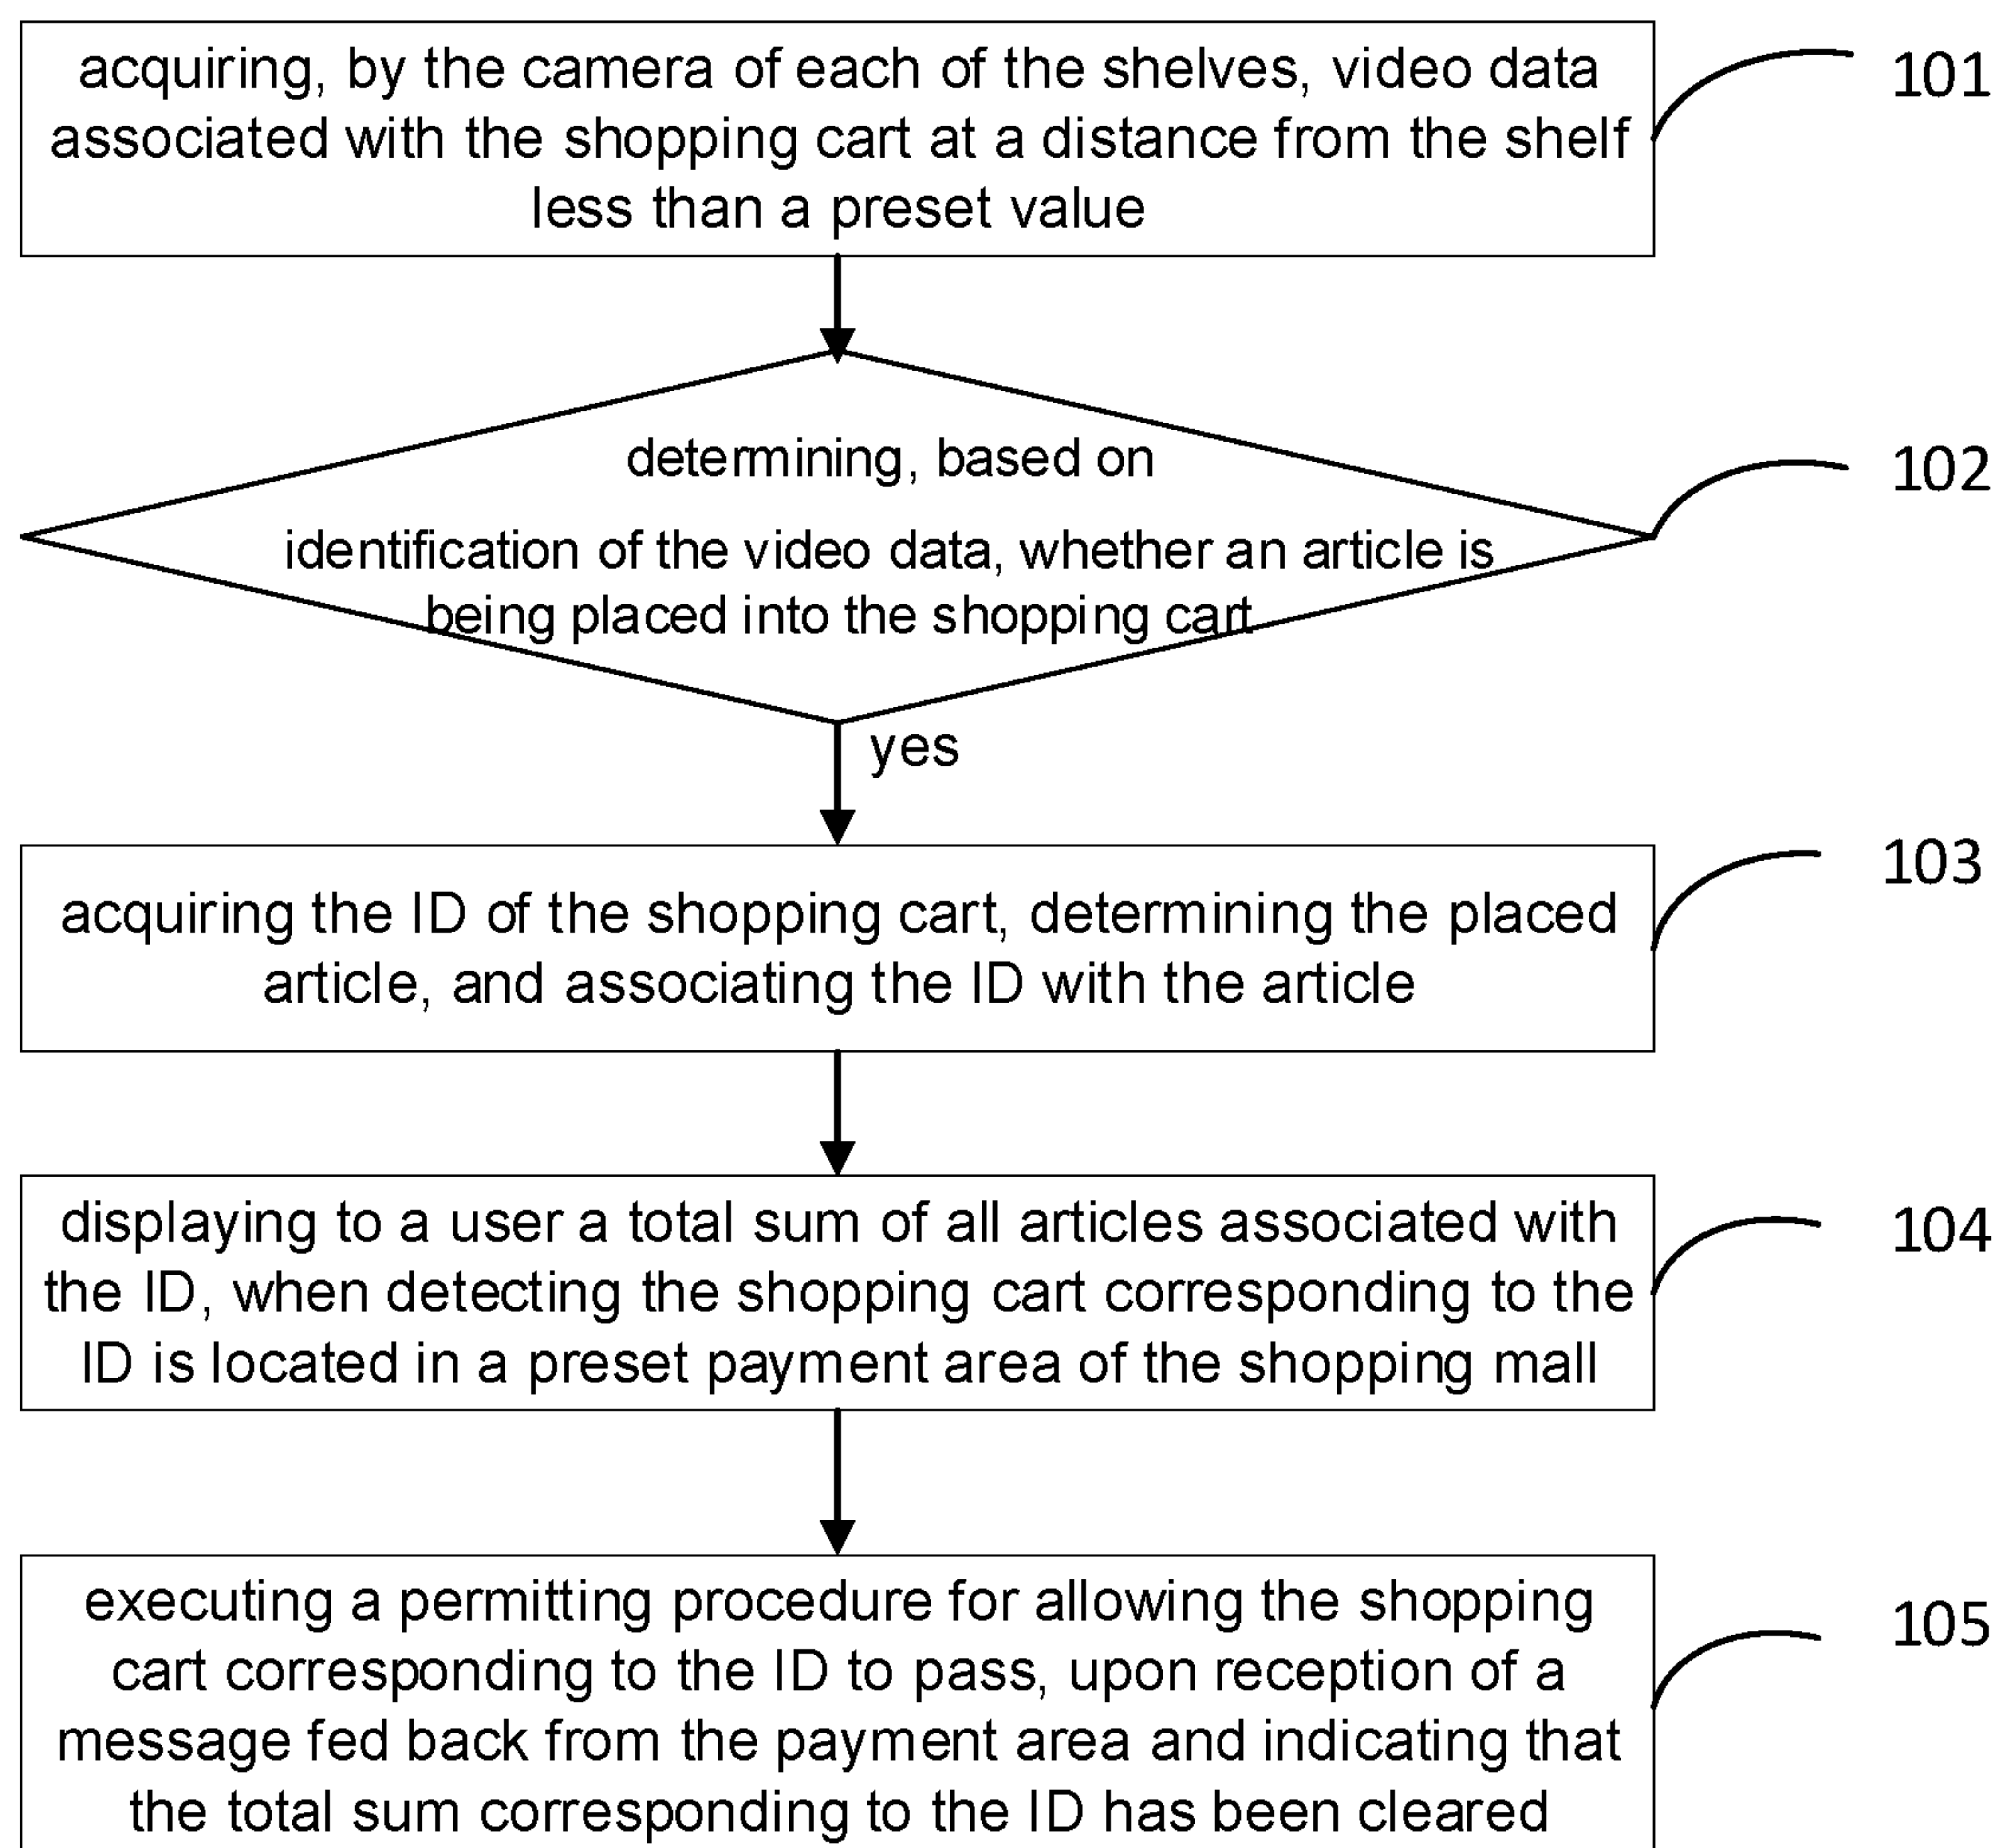 acquiring, by the camera of each of the shelves, video data
associated with the shopping cart at a distance from the shelf
less than a preset value
101
determining, based on
identification of the video data, whether an article is
being placed into the shopping cart
102
yes
acquiring the ID of the shopping cart, determining the placed
article, and associating the ID with the article
103
displaying to a user a total sum of all articles associated with
the ID, when detecting the shopping cart corresponding to the
ID is located in a preset payment area of the shopping mall
104
executing a permitting procedure for allowing the shopping
cart corresponding to the ID to pass, upon reception of a
message fed back from the payment area and indicating that
the total sum corresponding to the ID has been cleared
105